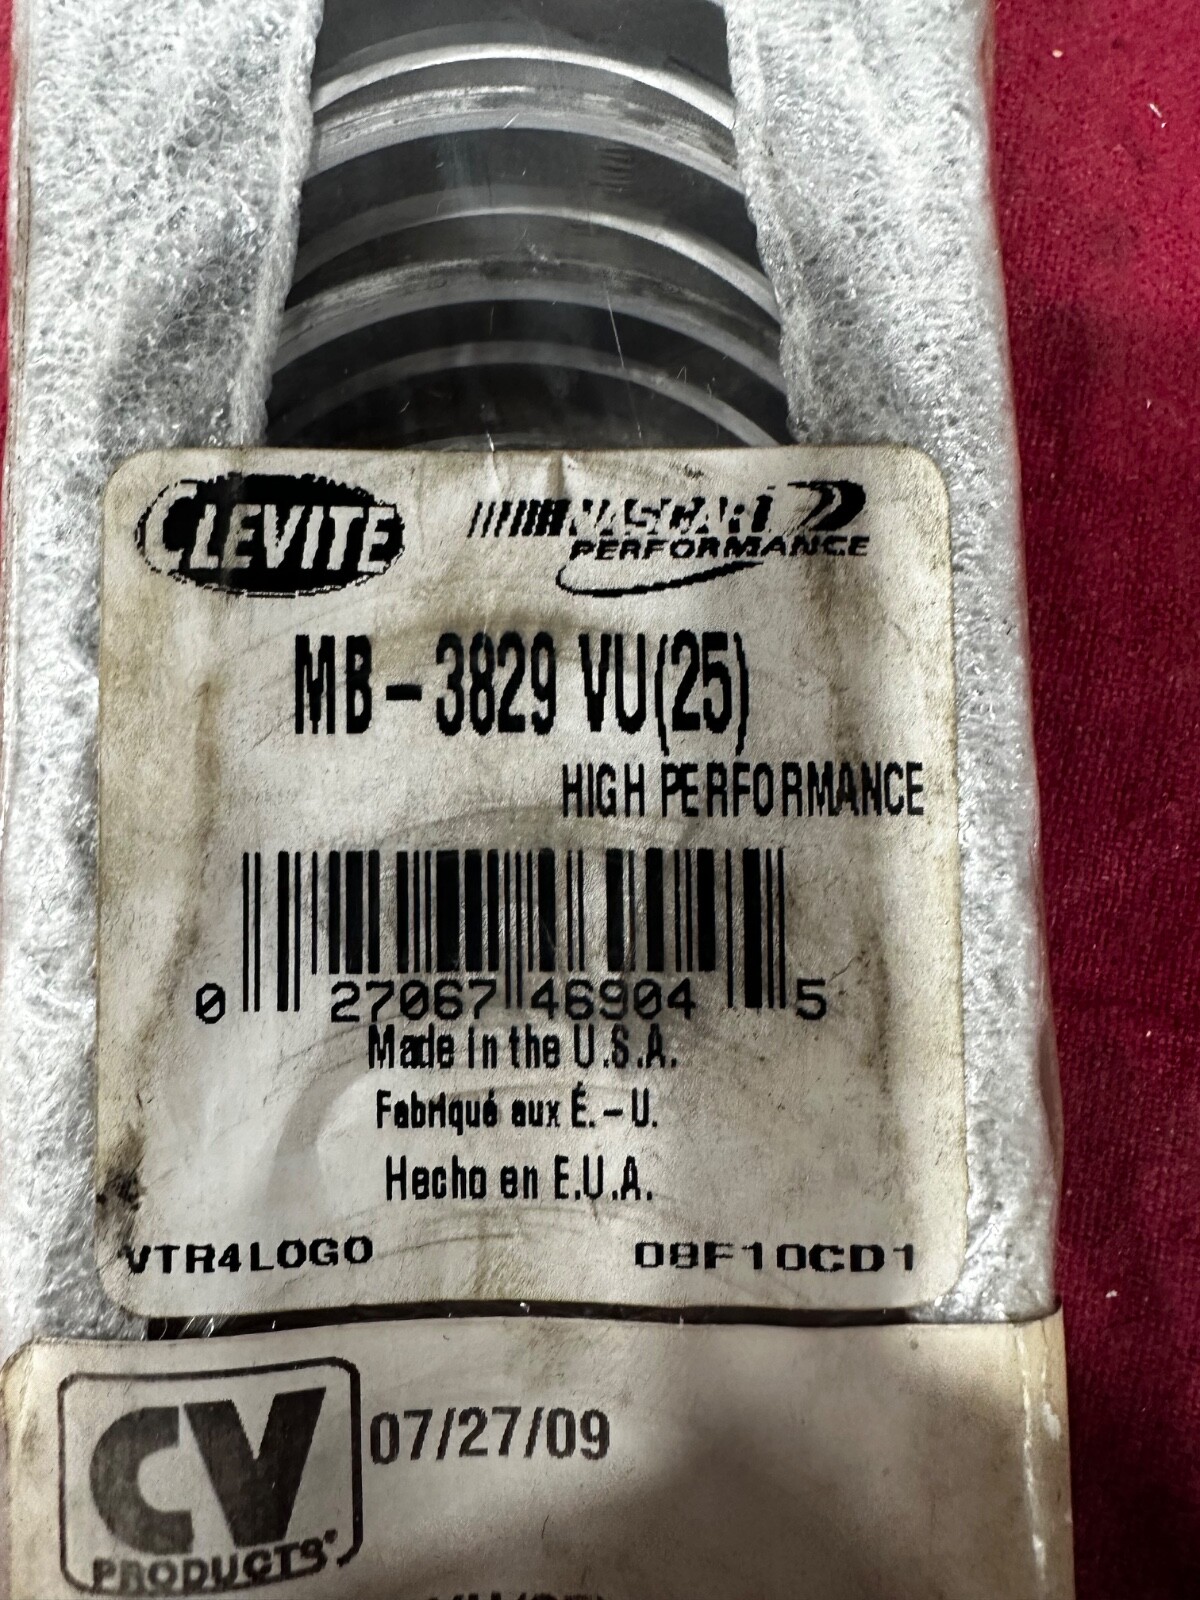 CLEVITE
NASCAR PERFORMANCE
MB-3829 VU(25)
HIGH PERFORMANCE
0 27067 46904 5
Made in the U.S.A.
Fabriqué aux É.-U.
Hecho en E.U.A.
VTR4LOGO 08F10CD1
CV PRODUCTS
07/27/09